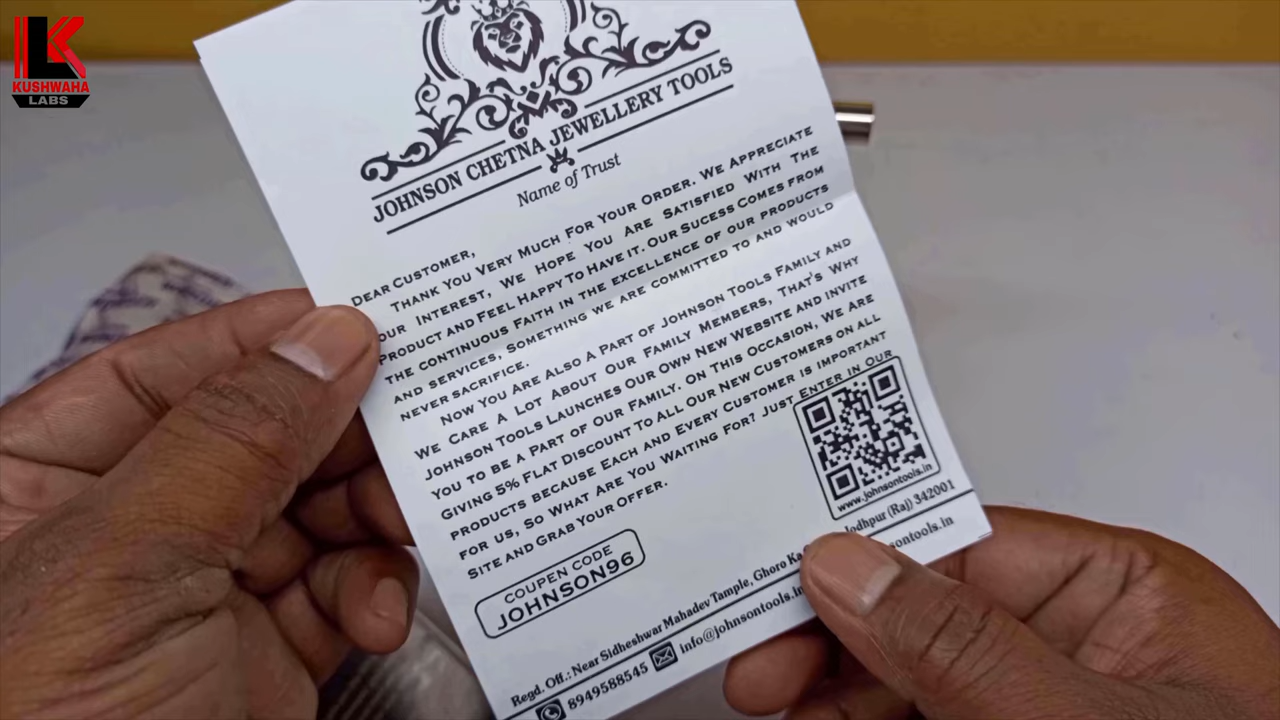 KUSHWAHA
LABS
JOHNSON CHETNA JEWELLERY TOOLS
Name of Trust
DEAR CUSTOMER,
THANK YOU VERY MUCH FOR YOUR ORDER. WE APPRECIATE
OUR INTEREST, WE HOPE YOU ARE SATISFIED WITH THE
PRODUCT AND FEEL HAPPY TO HAVE IT. OUR SUCESS COMES FROM
THE CONTINUOUS FAITH IN THE EXCELLENCE OF OUR PRODUCTS
AND SERVICES, SOMETHING WE ARE COMMITTED TO AND WOULD
NEVER SACRIFICE.
NOW YOU ARE ALSO A PART OF JOHNSON TOOLS FAMILY AND
WE CARE A LOT ABOUT OUR FAMILY MEMBERS, THAT'S WHY
JOHNSON TOOLS LAUNCHES OUR OWN NEW WEBSITE AND INVITE
YOU TO BE A PART OF OUR FAMILY. ON THIS OCCASION, WE ARE
GIVING 5% FLAT DISCOUNT TO ALL OUR NEW CUSTOMERS ON ALL
PRODUCTS BECAUSE EACH AND EVERY CUSTOMER IS IMPORTANT
FOR US, SO WHAT ARE YOU WAITING FOR? JUST ENTER IN OUR
SITE AND GRAB YOUR OFFER.
www.johnsontools.in
COUPEN CODE
JOHNSON96
Regd. Off.: Near Sidheshwar Mahadev Tample, Ghoro Ka Jodhpur (Raj) 342001
8949588545 info@johnsontools.in sontools.in